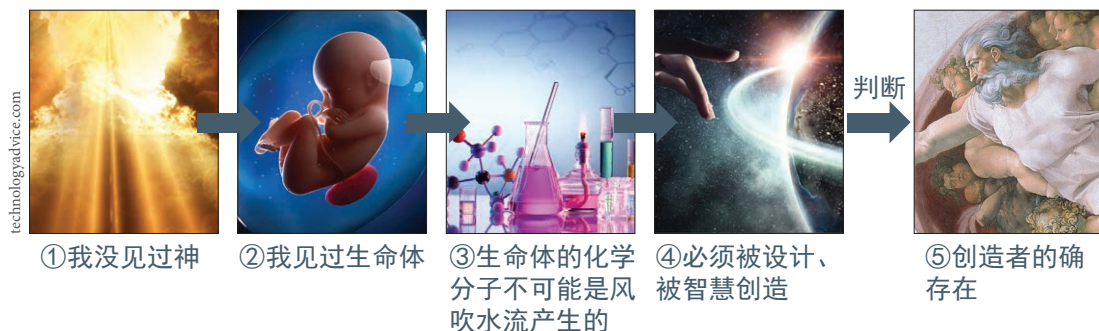 technologyadvice.com
判断
①我没见过神
②我见过生命体
③生命体的化学
分子不可能是风
吹水流产生的
④必须被设计、
被智慧创造
⑤创造者的确
存在